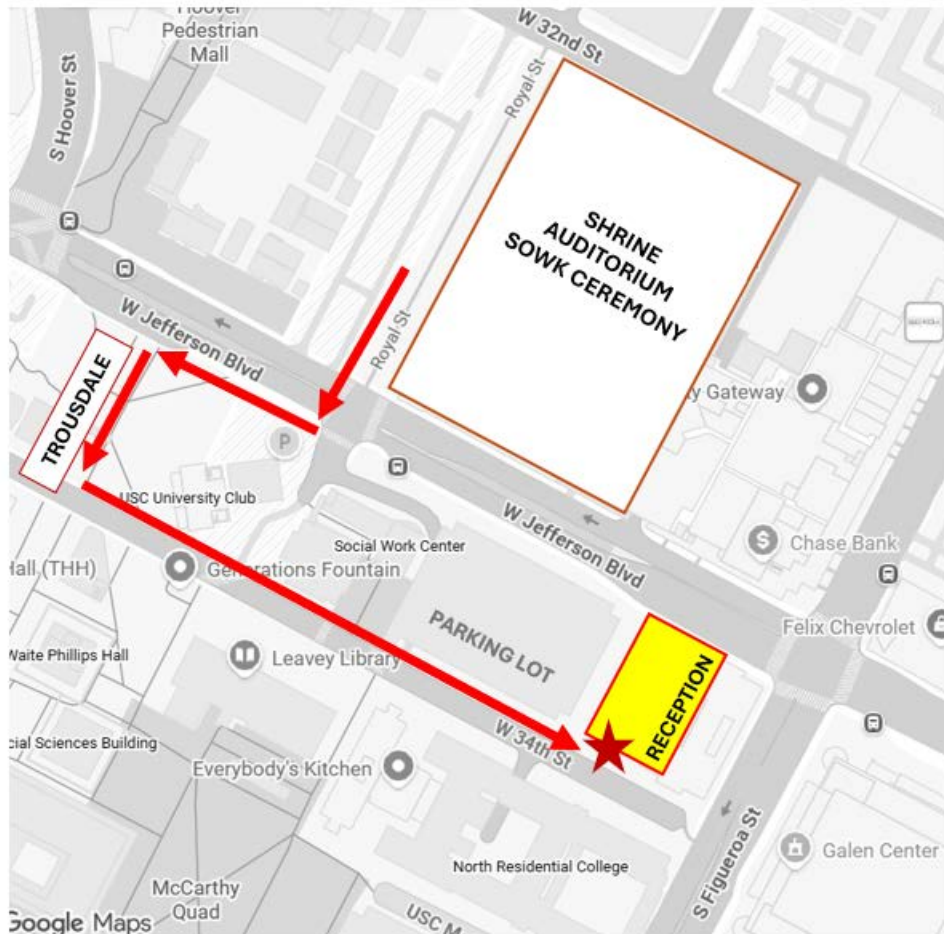 Hoover
Pedestrian
Mall
W 32nd St
S Hoover St
Royal St
SHRINE
AUDITORIUM
SOWK CEREMONY
Royal St
W Jefferson Blvd
TROUSDALE
P
y Gateway
USC University Club
Social Work Center
W Jefferson Blvd
Chase Bank
Hall (THH)
Generations Fountain
PARKING LOT
Felix Chevrolet
Waite Phillips Hall
Leavey Library
RECEPTION
cial Sciences Building
W 34th St
Everybody's Kitchen
North Residential College
S Figueroa St
Galen Center
McCarthy
Quad
USC M
Google Maps